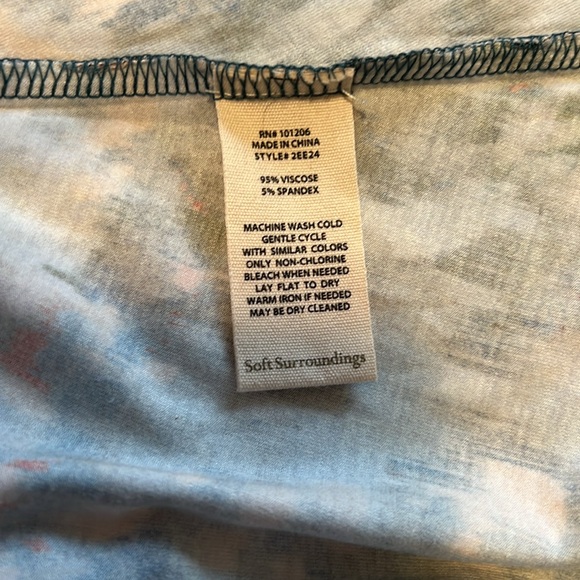 RN# 101206
MADE IN CHINA
STYLE# 2EE24
95% VISCOSE
5% SPANDEX
MACHINE WASH COLD
GENTLE CYCLE
WITH SIMILAR COLORS
ONLY NON-CHLORINE
BLEACH WHEN NEEDED
LAY FLAT TO DRY
WARM IRON IF NEEDED
MAY BE DRY CLEANED
Soft Surroundings